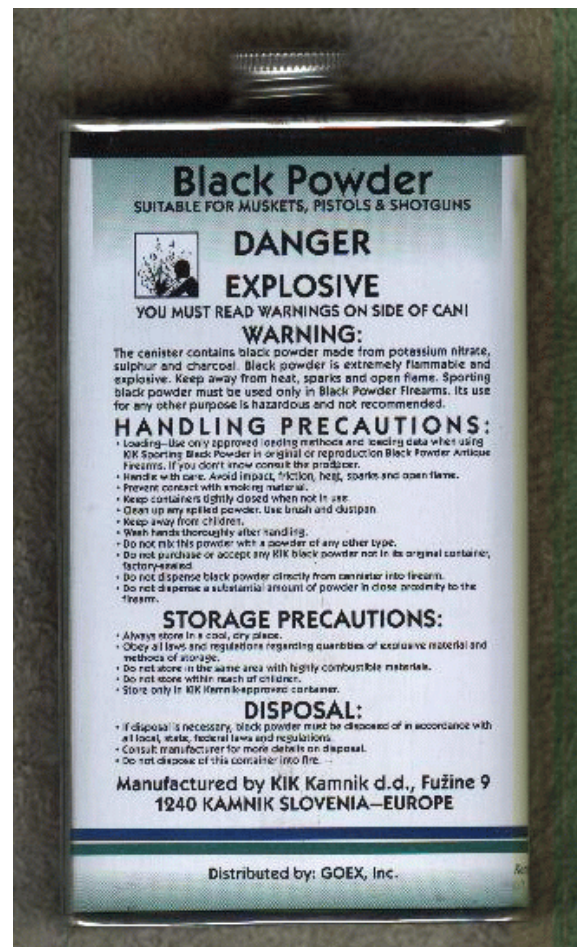 Black Powder
SUITABLE FOR MUSKETS, PISTOLS & SHOTGUNS
DANGER
EXPLOSIVE
YOU MUST READ WARNINGS ON SIDE OF CAN!
WARNING:
The canister contains black powder made from potassium nitrate,
sulphur and charcoal. Black powder is extremely flammable and
explosive. Keep away from heat, sparks and open flame. Sporting
black powder must be used only in Black Powder Firearms. Its use
for any other purpose is hazardous and not recommended.
HANDLING PRECAUTIONS:
• Loading—Use only approved loading methods and loading data when using
KIK Sporting Black Powder in original or reproduction Black Powder Antique
Firearms. If you don't know consult the producer.
• Handle with care. Avoid impact, friction, heat, sparks and open flame.
• Prevent contact with smoking material.
• Keep containers tightly closed when not in use.
• Clean up any spilled powder. Use brush and dustpan.
• Keep away from children.
• Wash hands thoroughly after handling.
• Do not mix this powder with a powder of any other type.
• Do not purchase or accept any KIK black powder not in its original container,
factory-sealed.
• Do not dispense black powder directly from cannister into firearm.
• Do not dispense a substantial amount of powder in close proximity to the
firearm.
STORAGE PRECAUTIONS:
• Always store in a cool, dry place.
• Obey all laws and regulations regarding quantities of explosive material and
methods of storage.
• Do not store in the same area with highly combustible materials.
• Do not store within reach of children.
• Store only in KIK Kamnik-approved container.
DISPOSAL:
• If disposal is necessary, black powder must be disposed of in accordance with
all local, state, federal laws and regulations.
• Consult manufacturer for more details on disposal.
• Do not dispose of this container into fire.
Manufactured by KIK Kamnik d.d., Fužine 9
1240 KAMNIK SLOVENIA—EUROPE
Distributed by: GOEX, Inc.